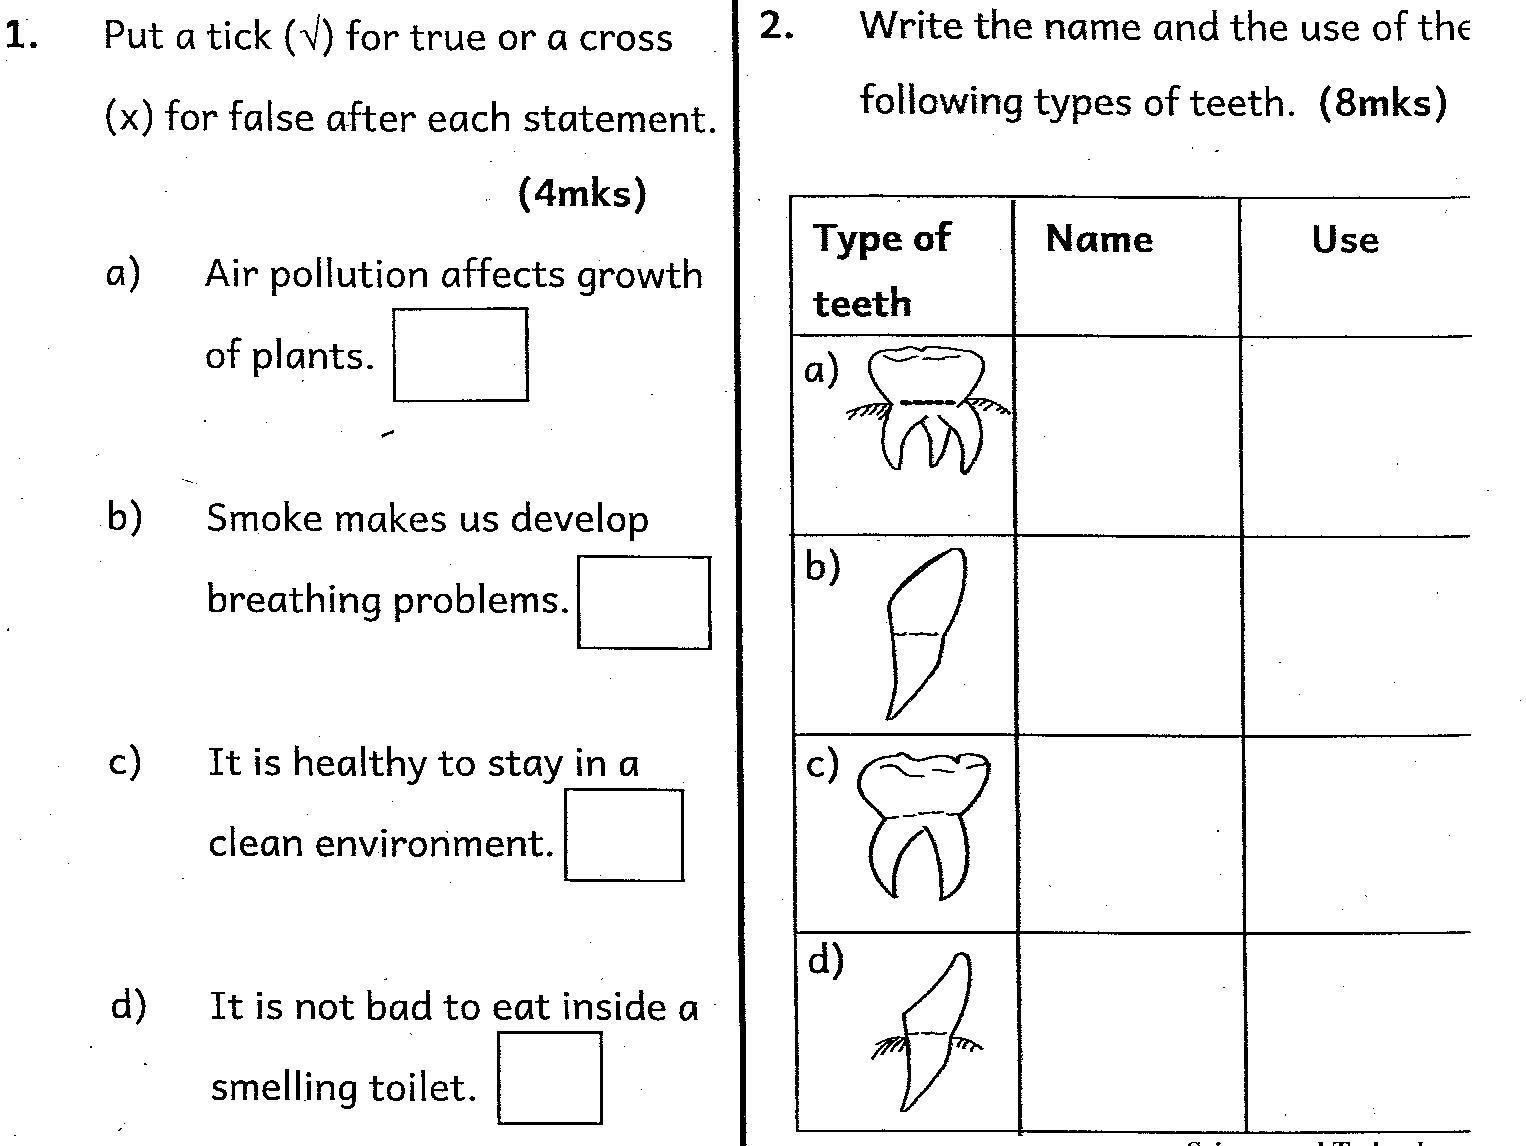 1. Put a tick (√) for true or a cross
(x) for false after each statement.
(4mks)
a) Air pollution affects growth
of plants.
b) Smoke makes us develop
breathing problems.
c) It is healthy to stay in a
clean environment.
d) It is not bad to eat inside a
smelling toilet.
2. Write the name and the use of the
following types of teeth. (8mks)
Type of teeth Name Use
a)
b)
c)
d)